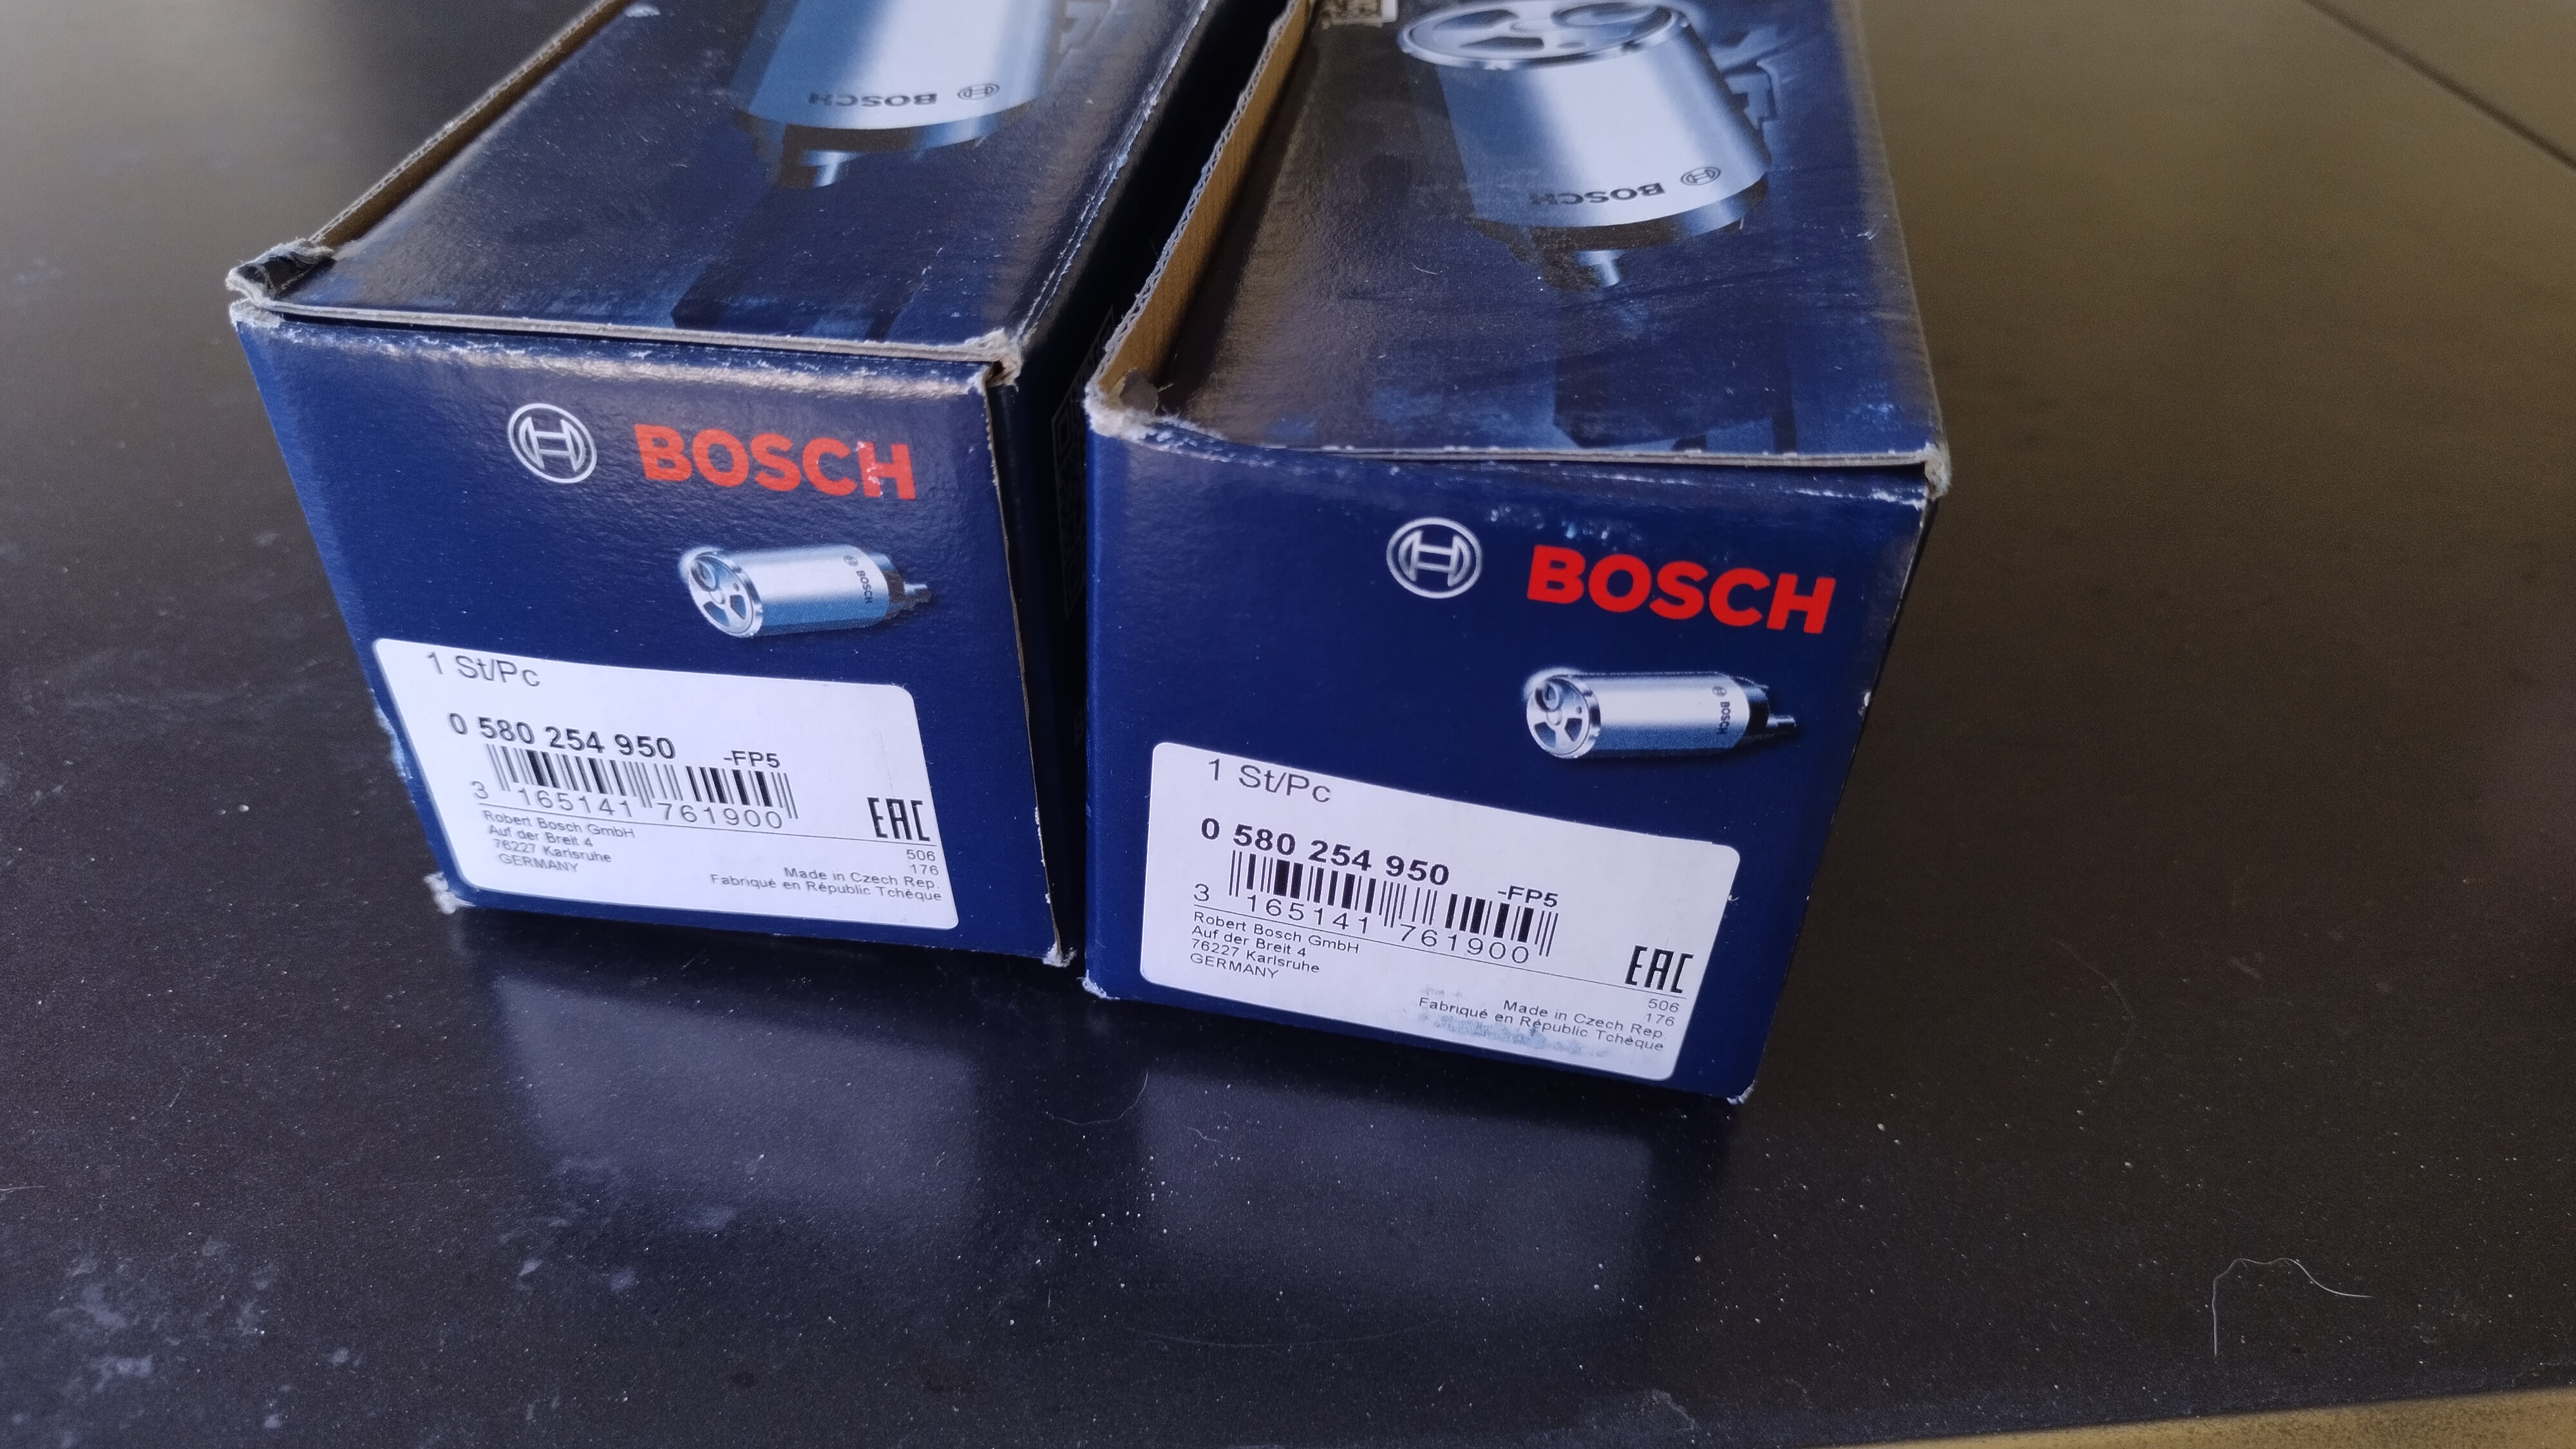 BOSCH
BOSCH
BOSCH
BOSCH
1 St/Pc
0 580 254 950 -FP5
3 165141 761900
Robert Bosch GmbH
Auf der Breit 4
76227 Karlsruhe
GERMANY
EAC
506
176
Made in Czech Rep.
Fabriqué en Républic Tchèque
BOSCH
BOSCH
1 St/Pc
0 580 254 950 -FP5
3 165141 761900
Robert Bosch GmbH
Auf der Breit 4
76227 Karlsruhe
GERMANY
EAC
506
176
Made in Czech Rep.
Fabriqué en Républic Tchèque